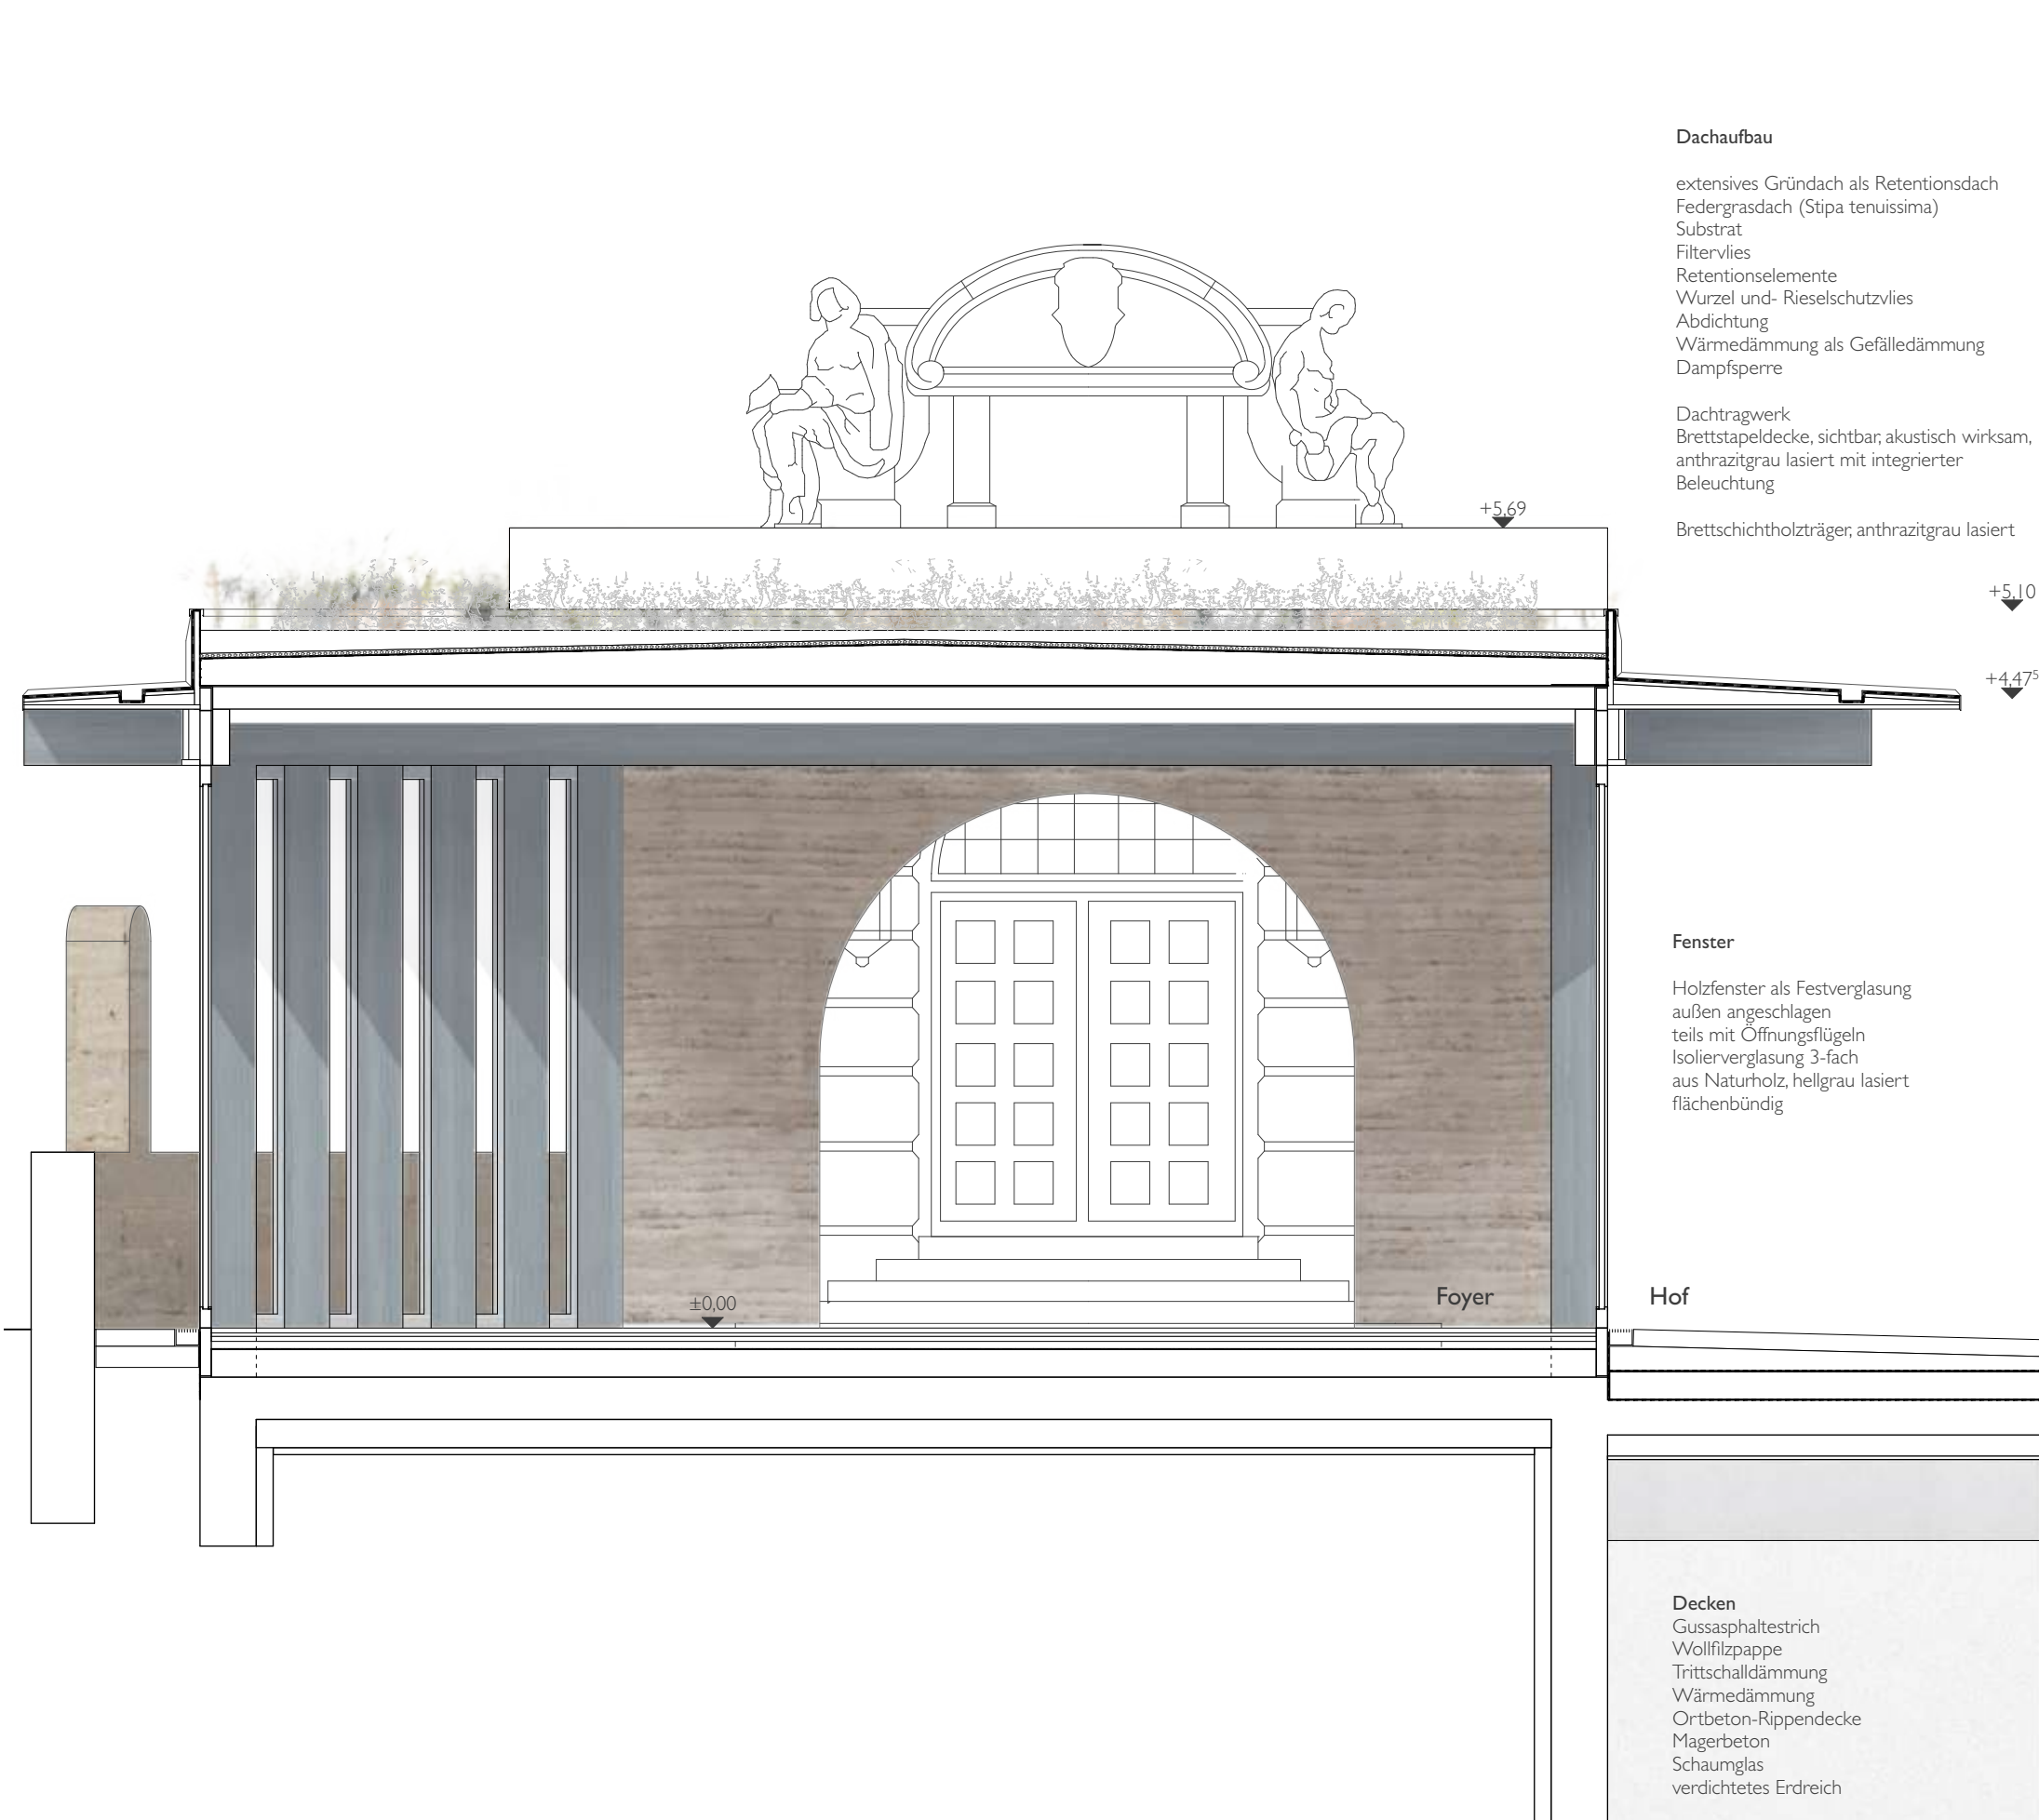 Dachaufbau
extensives Gründach als Retentionsdach
Federgrasdach (Stipa tenuissima)
Substrat
Filtervlies
Retentionselemente
Wurzel und- Rieselschutzvlies
Abdichtung
Wärmedämmung als Gefälledämmung
Dampfsperre
Dachtragwerk
Brettstapeldecke, sichtbar, akustisch wirksam,
anthrazitgrau lasiert mit integrierter
Beleuchtung
Brettschichtholzträger, anthrazitgrau lasiert
+5,69
+5,10
+4,47⁵
Fenster
Holzfenster als Festverglasung
außen angeschlagen
teils mit Öffnungsflügeln
Isolierverglasung 3-fach
aus Naturholz, hellgrau lasiert
flächenbündig
±0,00
Foyer
Hof
Decken
Gussasphaltestrich
Wollfilzpappe
Trittschalldämmung
Wärmedämmung
Ortbeton-Rippendecke
Magerbeton
Schaumglas
verdichtetes Erdreich